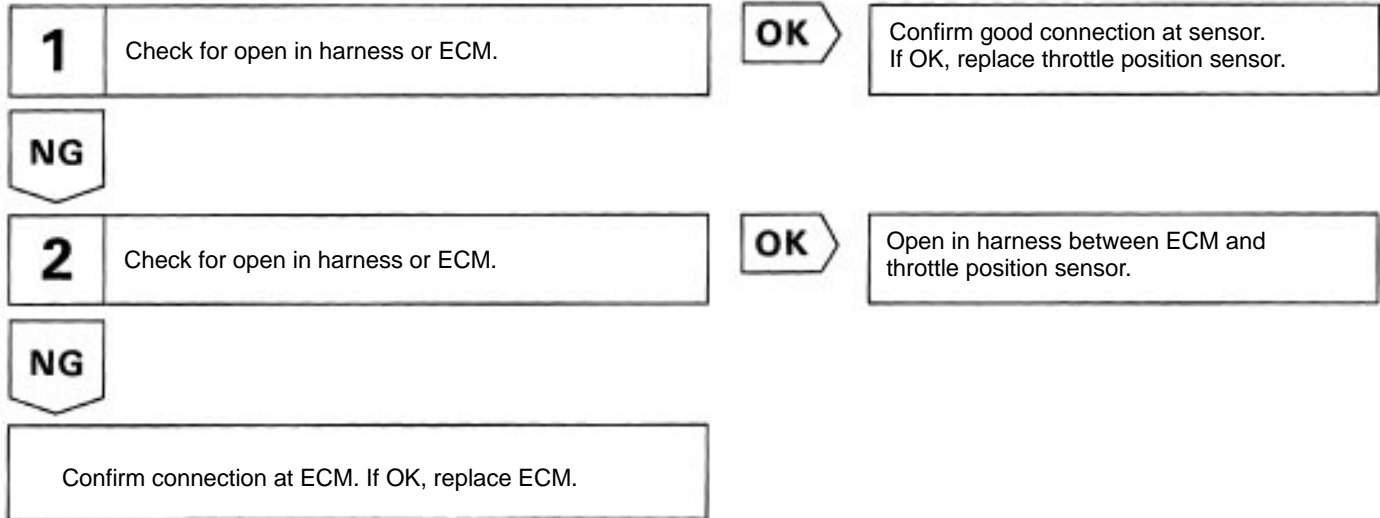 1
Check for open in harness or ECM.
OK
Confirm good connection at sensor.
If OK, replace throttle position sensor.
NG
2
Check for open in harness or ECM.
OK
Open in harness between ECM and
throttle position sensor.
NG
Confirm connection at ECM. If OK, replace ECM.